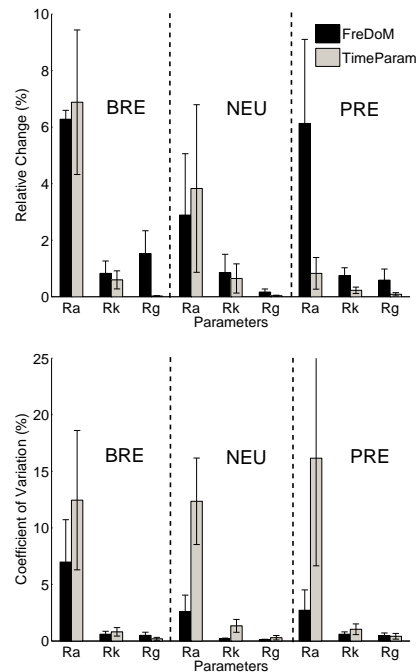 10
8
6
4
2
0
Relative Change (%)
FreDoM
TimeParam
BRE
NEU
PRE
Ra Rk Rg Ra Rk Rg Ra Rk Rg
Parameters
25
20
15
10
5
0
Coefficient of Variation (%)
BRE
NEU
PRE
Ra Rk Rg Ra Rk Rg Ra Rk Rg
Parameters